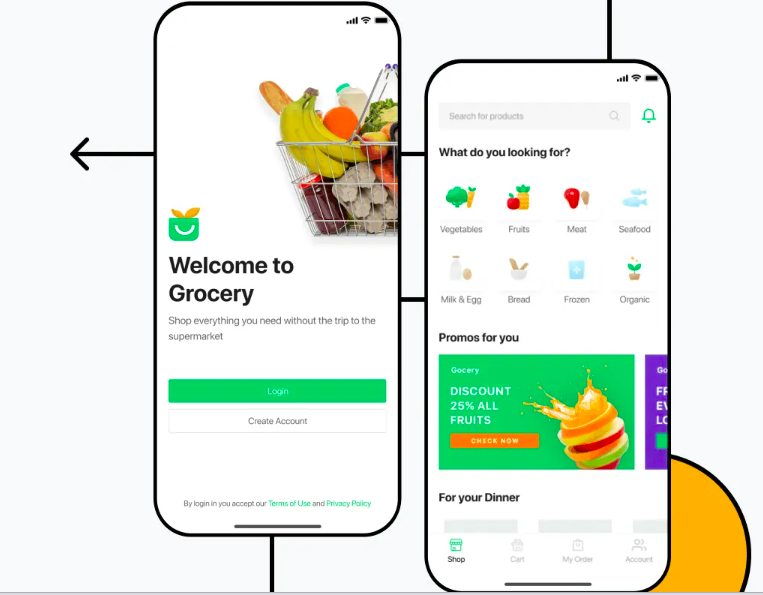 Welcome to
Grocery
Shop everything you need without the trip to the
supermarket
Login
Create Account
By login in you accept our Terms of Use and Privacy Policy
Search for products
What do you looking for?
Vegetables
Fruits
Meat
Seafood
Milk & Egg
Bread
Frozen
Organic
Promos for you
Gocery
DISCOUNT
25% ALL
FRUITS
CHECK NOW
Go
FR
EV
LO
For your Dinner
Shop
Cart
My Order
Account